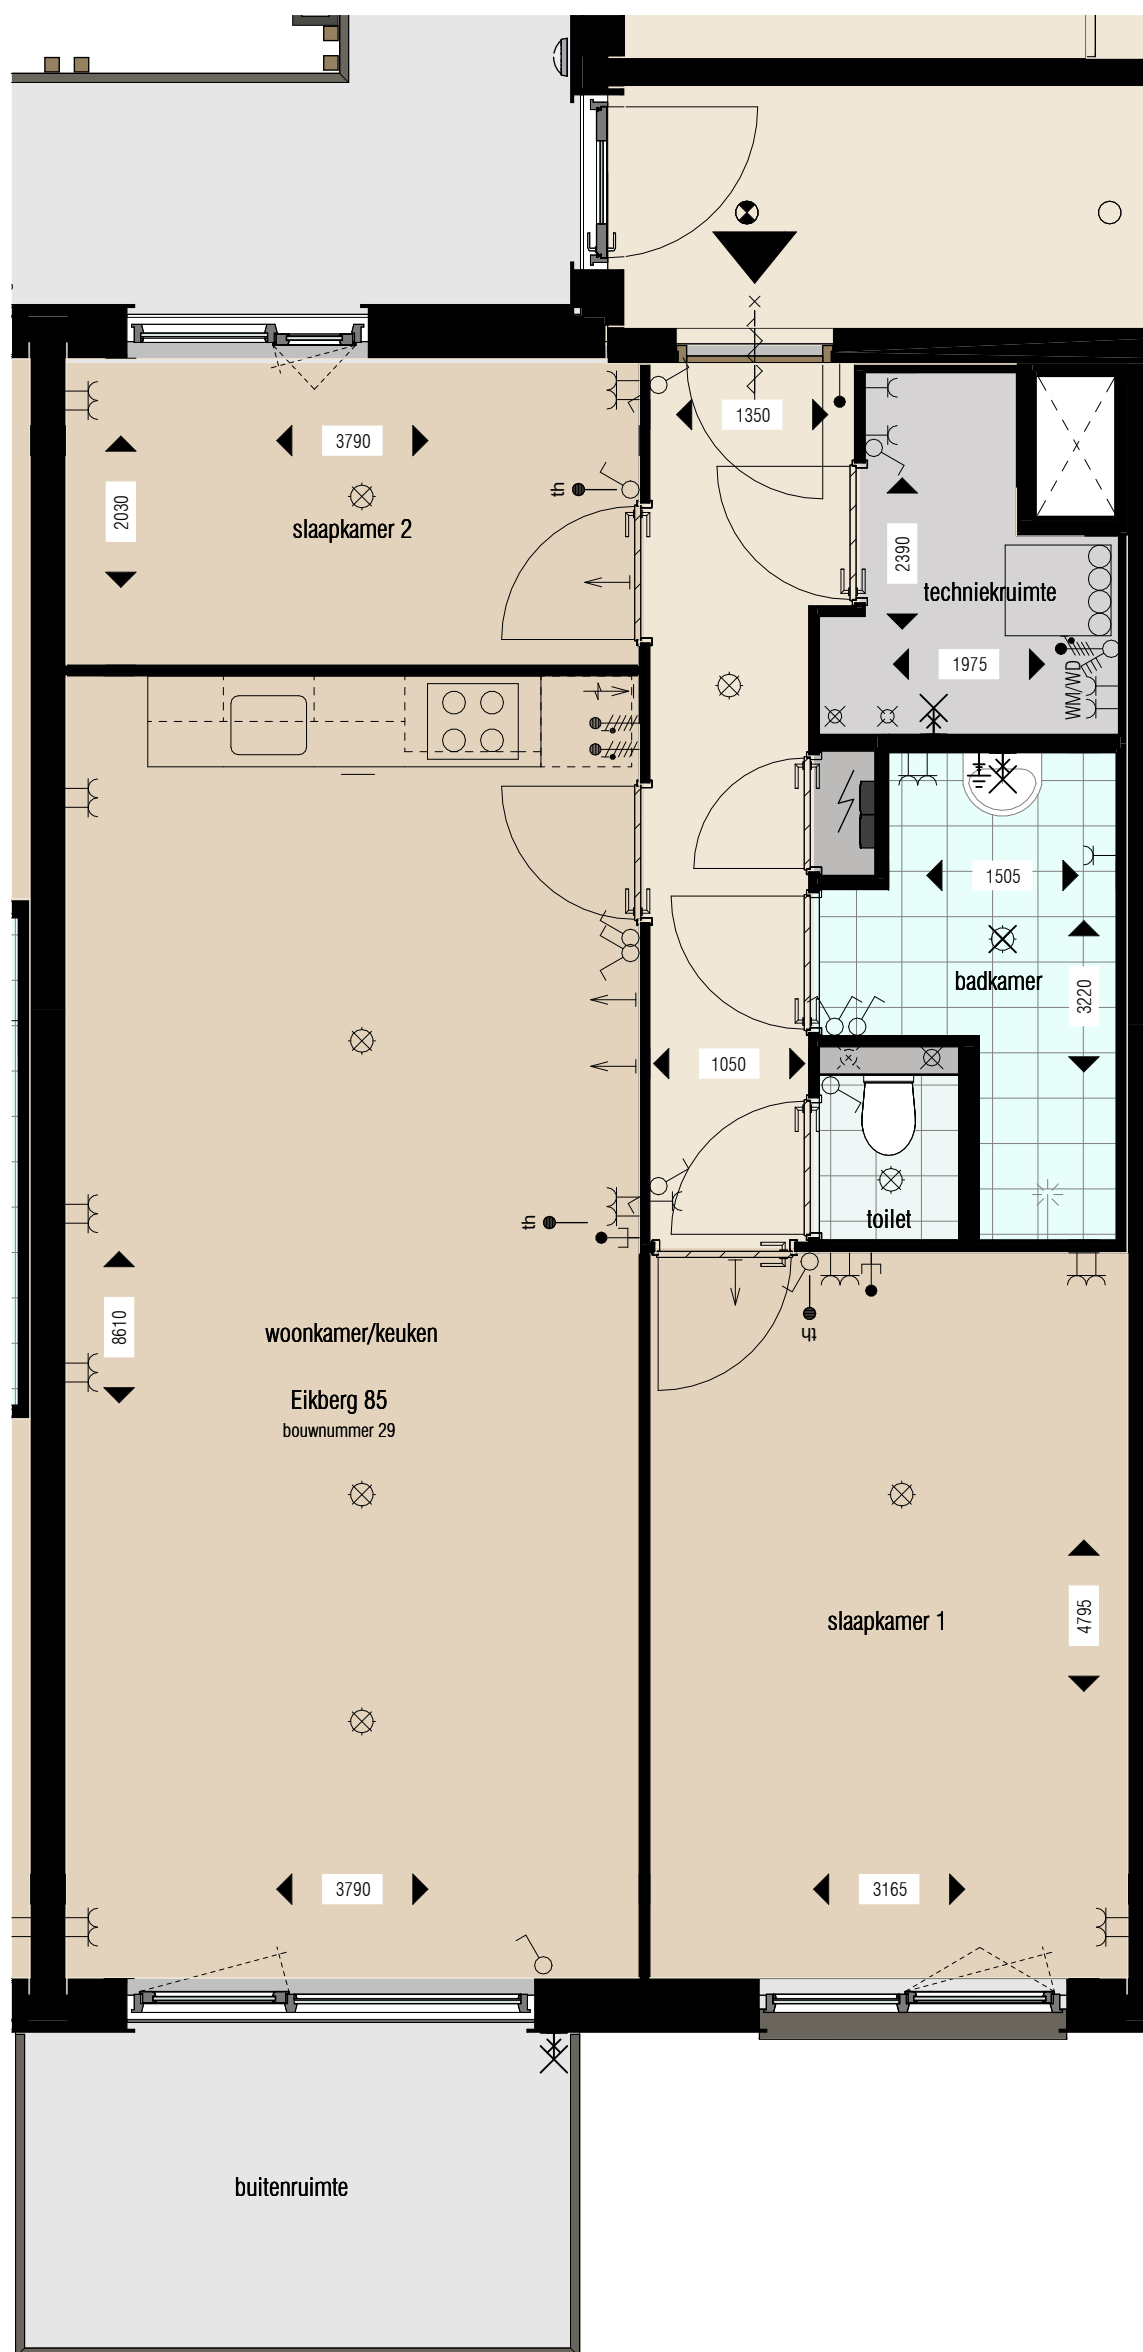 1350
3790
2030
th
slaapkamer 2
2390
techniekruimte
1975
WM/WD
1505
badkamer
3220
1050
toilet
th
th
8610
woonkamer/keuken
Eikberg 85
bouwnummer 29
slaapkamer 1
4795
3790
3165
buitenruimte